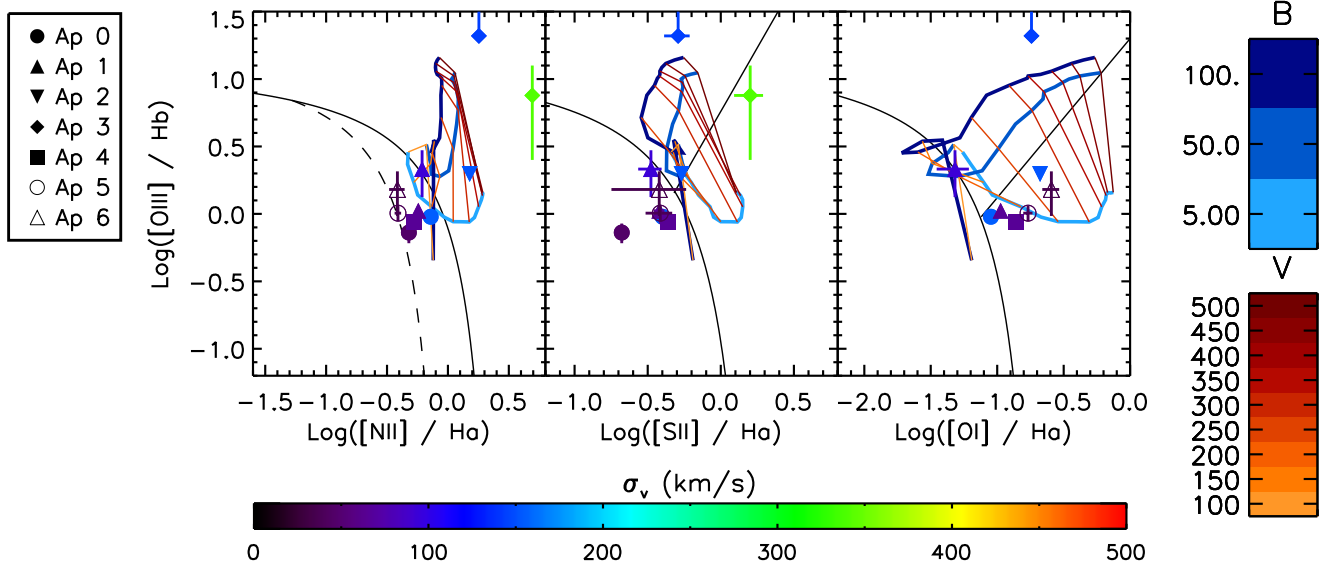 Ap 0
Ap 1
Ap 2
Ap 3
Ap 4
Ap 5
Ap 6
Log([OIII] / Hb)
1.5
1.0
0.5
0.0
−0.5
−1.0
−1.5 −1.0 −0.5 0.0 0.5
Log([NII] / Ha)
−1.0 −0.5 0.0 0.5
Log([SII] / Ha)
−2.0 −1.5 −1.0 −0.5 0.0
Log([OI] / Ha)
B
100.
50.0
5.00
V
500
450
400
350
300
250
200
150
100
σv (km/s)
0 100 200 300 400 500